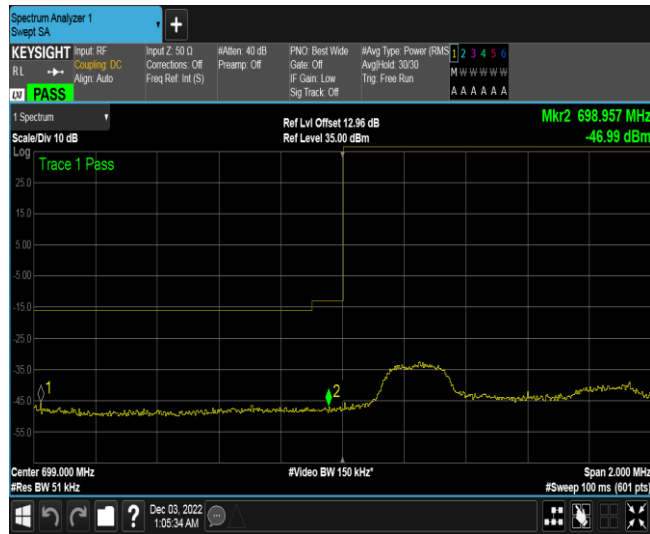 Spectrum Analyzer 1
Swept SA
KEYSIGHT
RL
LXI PASS
Input: RF
Coupling: DC
Align: Auto
Input Z: 50 Ω
Corrections: Off
Freq Ref: Int (S)
#Atten: 40 dB
Preamp: Off
PNO: Best Wide
Gate: Off
IF Gain: Low
Sig Track: Off
#Avg Type: Power (RMS
Avg|Hold: 30/30
Trig: Free Run
1 2 3 4 5 6
M W W W W W
A A A A A A
1 Spectrum
Scale/Div 10 dB
Ref Lvl Offset 12.96 dB
Ref Level 35.00 dBm
Mkr2 698.957 MHz
-46.99 dBm
Log
Trace 1 Pass
25.0
15.0
5.00
-5.00
-15.0
-25.0
-35.0
-45.0
-55.0
1
2
Center 699.000 MHz
#Res BW 51 kHz
#Video BW 150 kHz*
Span 2.000 MHz
#Sweep 100 ms (601 pts)
?
Dec 03, 2022
1:05:34 AM